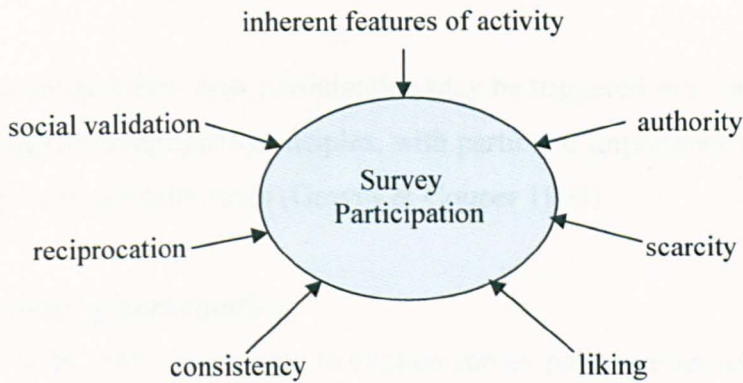 inherent features of activity
social validation
authority
Survey
Participation
reciprocation
scarcity
consistency
liking